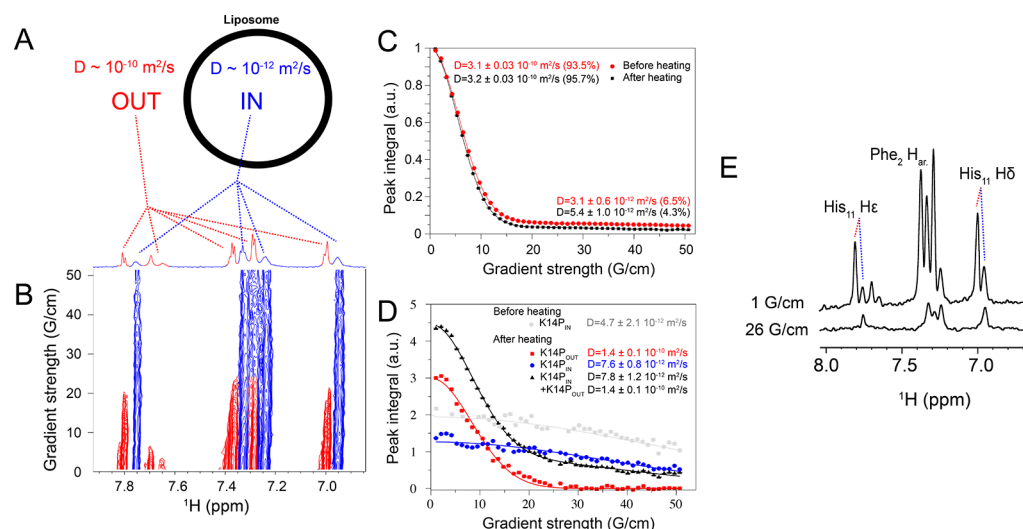 A
Liposome
D ~ 10⁻¹⁰ m²/s
D ~ 10⁻¹² m²/s
OUT
IN
B
Gradient strength (G/cm)
50
40
30
20
10
0
7.8
7.6
7.4
7.2
7.0
¹H (ppm)
C
Peak integral (a.u.)
1
0.8
0.6
0.4
0.2
0
D=3.1 ± 0.03 10⁻¹⁰ m²/s (93.5%)
Before heating
D=3.2 ± 0.03 10⁻¹⁰ m²/s (95.7%)
After heating
D=3.1 ± 0.6 10⁻¹² m²/s (6.5%)
D=5.4 ± 1.0 10⁻¹² m²/s (4.3%)
0
10
20
30
40
50
Gradient strength (G/cm)
D
Peak integral (a.u.)
5
4
3
2
1
0
Before heating
K14P_IN D=4.7 ± 2.1 10⁻¹² m²/s
After heating
K14P_OUT D=1.4 ± 0.1 10⁻¹⁰ m²/s
K14P_IN D=7.6 ± 0.8 10⁻¹² m²/s
K14P_IN D=7.8 ± 1.2 10⁻¹² m²/s
+K14P_OUT D=1.4 ± 0.1 10⁻¹⁰ m²/s
0
10
20
30
40
50
Gradient strength (G/cm)
E
Phe₂ H_ar.
His₁₁ Hε
His₁₁ Hδ
1 G/cm
26 G/cm
8.0
7.5
7.0
¹H (ppm)